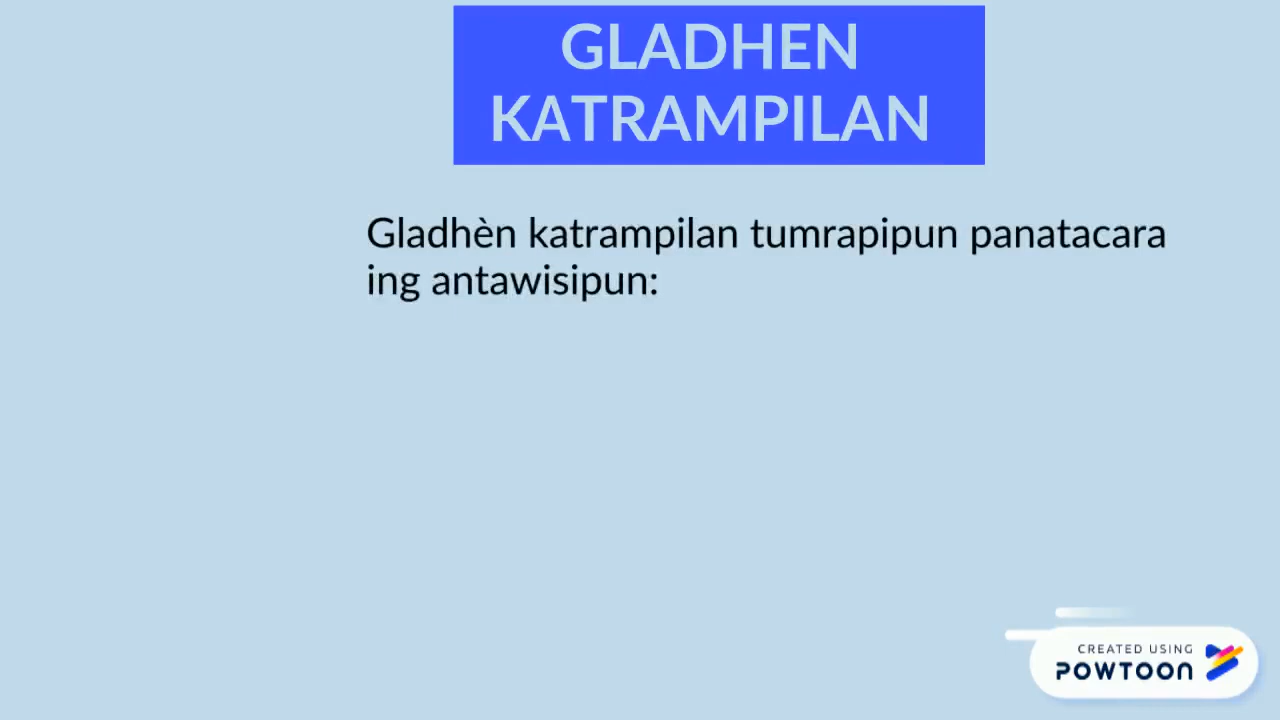 GLADHEN
KATRAMPILAN
Gladhèn katrampilan tumrapipun panatacara
ing antawisipun:
CREATED USING
POWTOON